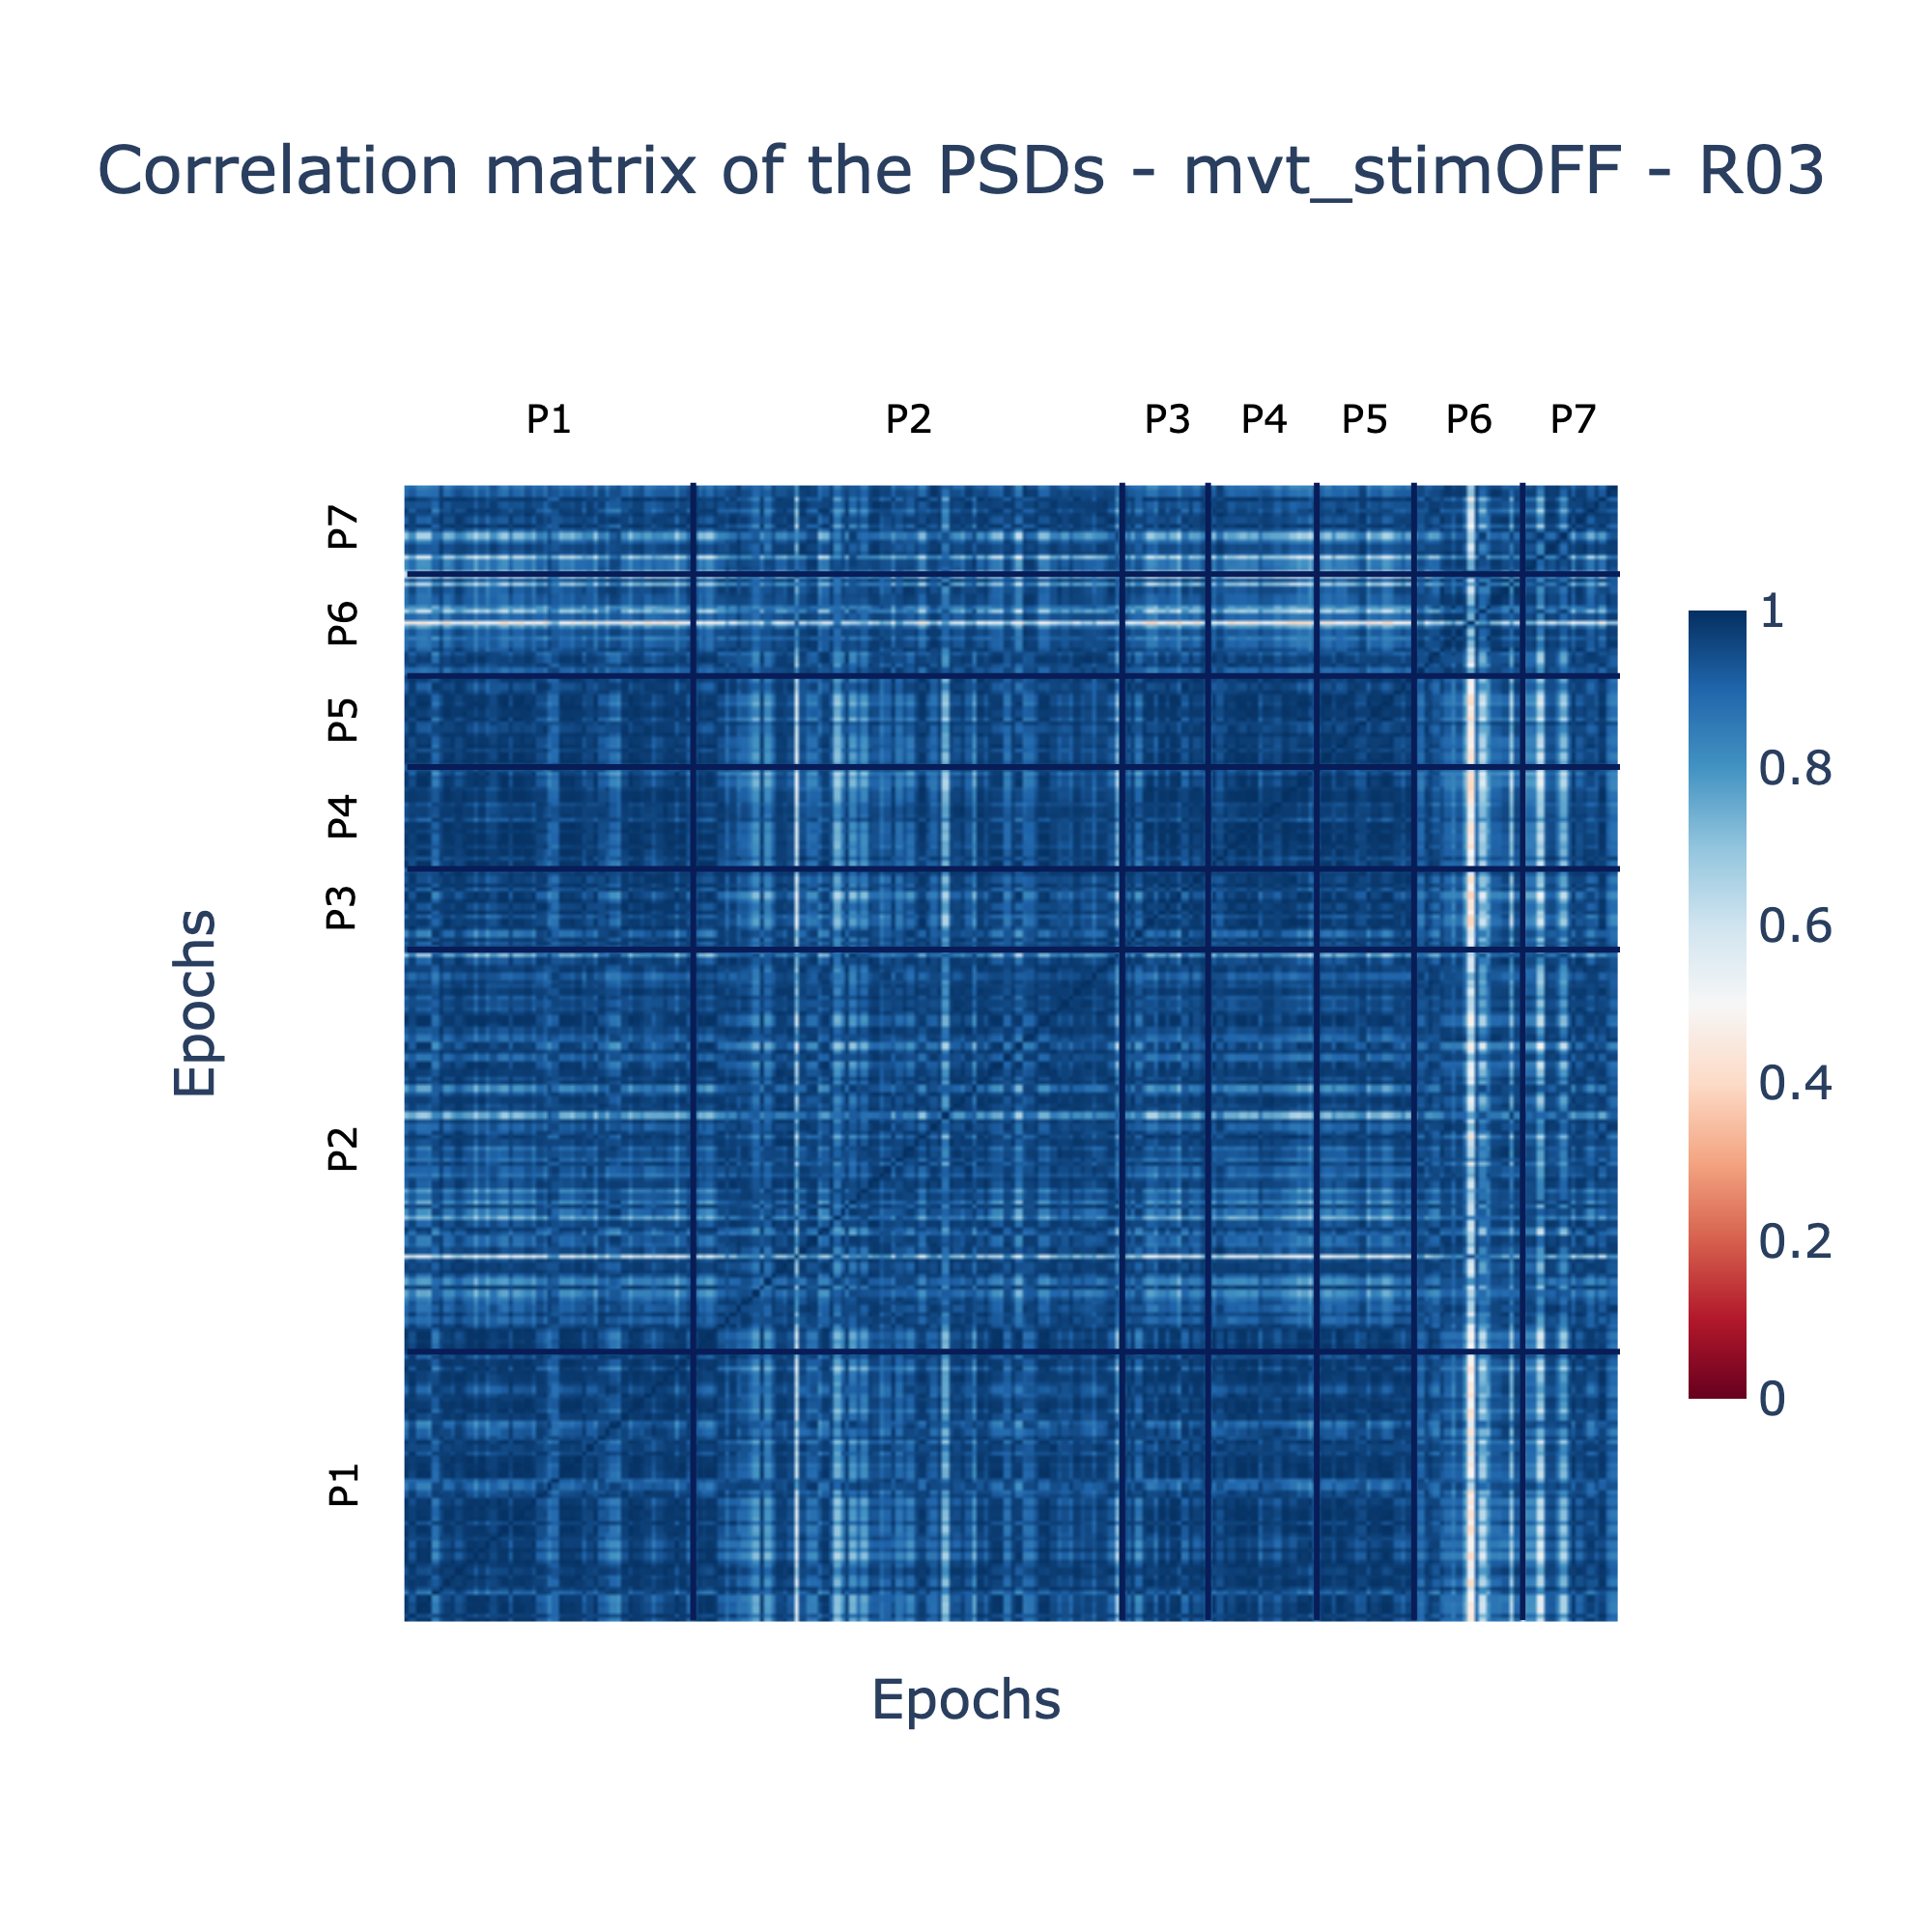 Correlation matrix of the PSDs - mvt_stimOFF - R03
P1 P2 P3 P4 P5 P6 P7
P7
P6
P5
P4
P3
P2
P1
Epochs
Epochs
1
0.8
0.6
0.4
0.2
0